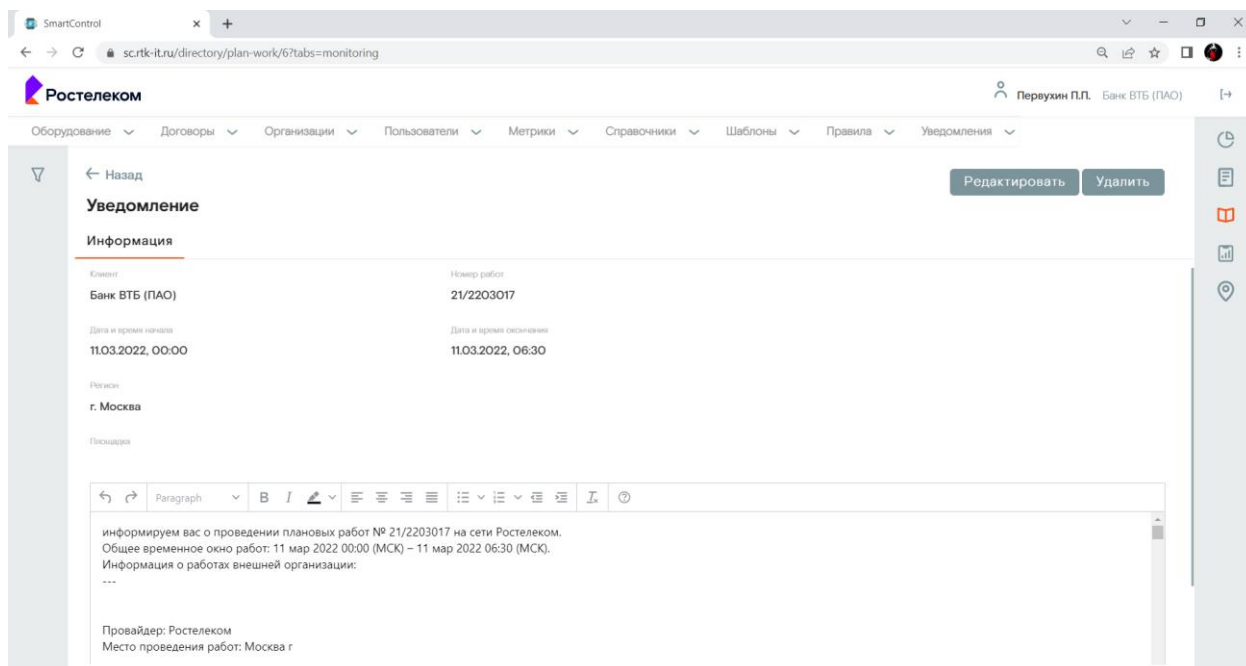 SmartControl
sc.rtk-it.ru/directory/plan-work/6?tabs=monitoring
Ростелеком
Первухин П.П. Банк ВТБ (ПАО)
Оборудование Договоры Организации Пользователи Метрики Справочники Шаблоны Правила Уведомления
Назад
Редактировать Удалить
Уведомление
Информация
Клиент Номер работ
Банк ВТБ (ПАО) 21/2203017
Дата и время начала Дата и время окончания
11.03.2022, 00:00 11.03.2022, 06:30
Регион
г. Москва
Площадка
Paragraph B I
информируем вас о проведении плановых работ № 21/2203017 на сети Ростелеком.
Общее временное окно работ: 11 мар 2022 00:00 (МСК) – 11 мар 2022 06:30 (МСК).
Информация о работах внешней организации:
---
Провайдер: Ростелеком
Место проведения работ: Москва г